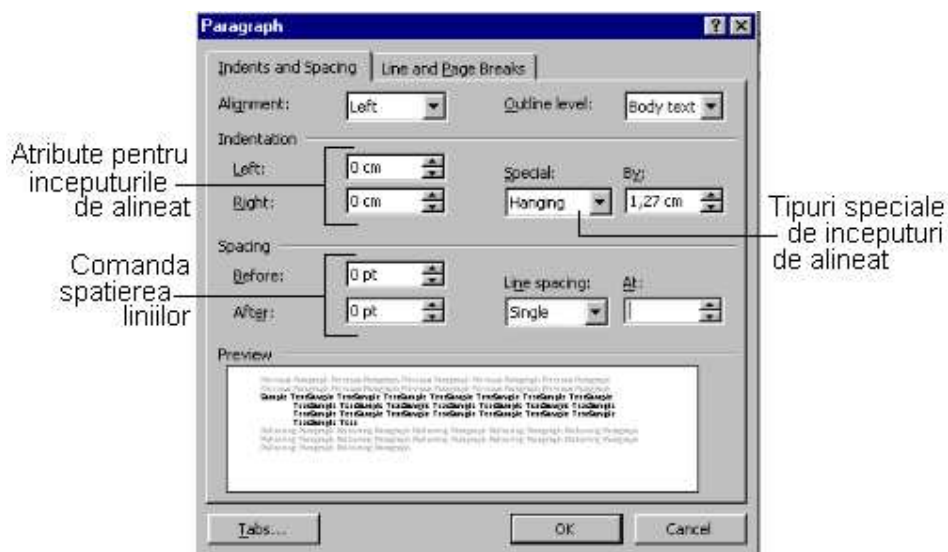 Paragraph
Indents and Spacing
Line and Page Breaks
Alignment:
Left
Outline level:
Body text
Indentation
Left:
0 cm
Right:
0 cm
Special:
Hanging
By:
1,27 cm
Spacing
Before:
0 pt
After:
0 pt
Line spacing:
Single
At:
Preview
Tabs...
OK
Cancel
Atribute pentru
inceputurile
de alineat
Comanda
spatierea
liniilor
Tipuri speciale
de inceputuri
de alineat